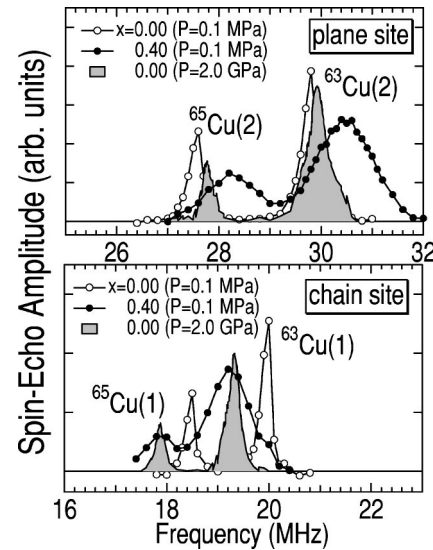 x=0.00 (P=0.1 MPa)
0.40 (P=0.1 MPa)
0.00 (P=2.0 GPa)
plane site
⁶³Cu(2)
⁶⁵Cu(2)
26 28 30 32
x=0.00 (P=0.1 MPa)
0.40 (P=0.1 MPa)
0.00 (P=2.0 GPa)
chain site
⁶³Cu(1)
⁶⁵Cu(1)
16 18 20 22
Frequency (MHz)
Spin-Echo Amplitude (arb. units)